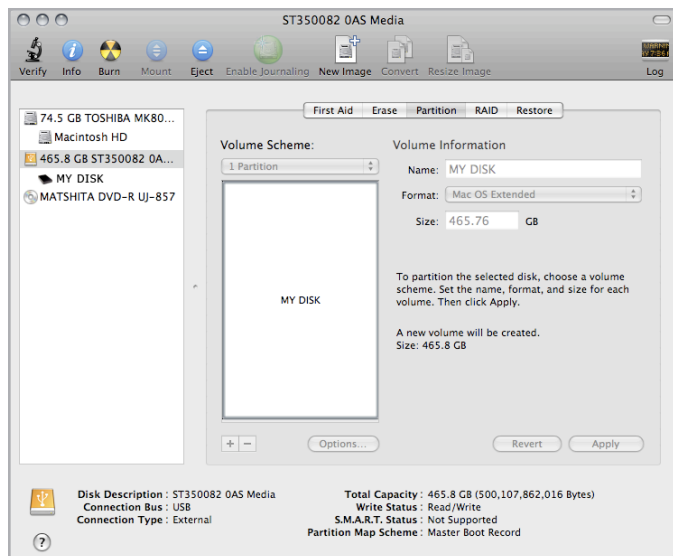 ST350082 0AS Media
Verify Info Burn Mount Eject Enable Journaling New Image Convert Resize Image Log
First Aid Erase Partition RAID Restore
74.5 GB TOSHIBA MK80...
Macintosh HD
465.8 GB ST350082 0A...
MY DISK
MATSHITA DVD-R UJ-857
Volume Scheme:
1 Partition
MY DISK
+ − Options...
Volume Information
Name: MY DISK
Format: Mac OS Extended
Size: 465.76 GB
To partition the selected disk, choose a volume
scheme. Set the name, format, and size for each
volume. Then click Apply.
A new volume will be created.
Size: 465.8 GB
Revert Apply
Disk Description : ST350082 0AS Media
Connection Bus : USB
Connection Type : External
Total Capacity : 465.8 GB (500,107,862,016 Bytes)
Write Status : Read/Write
S.M.A.R.T. Status : Not Supported
Partition Map Scheme : Master Boot Record
?